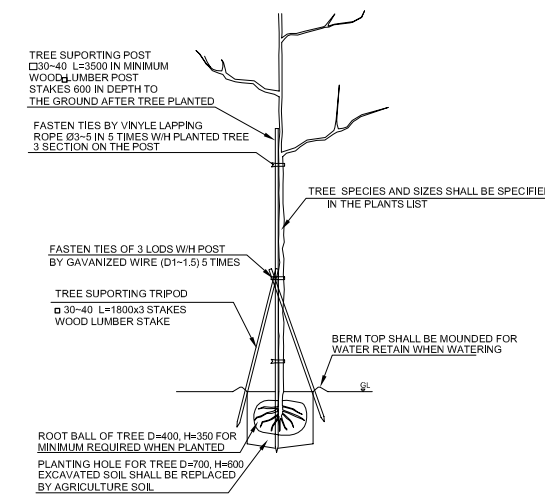 TREE SUPORTING POST
□30~40 L=3500 IN MINIMUM
WOOD LUMBER POST
STAKES 600 IN DEPTH TO
THE GROUND AFTER TREE PLANTED
FASTEN TIES BY VINYLE LAPPING
ROPE Ø3~5 IN 5 TIMES W/H PLANTED TREE
3 SECTION ON THE POST
TREE SPECIES AND SIZES SHALL BE SPECIFIE
IN THE PLANTS LIST
FASTEN TIES OF 3 LODS W/H POST
BY GAVANIZED WIRE (D1~1.5) 5 TIMES
TREE SUPORTING TRIPOD
□ 30~40 L=1800x3 STAKES
WOOD LUMBER STAKE
BERM TOP SHALL BE MOUNDED FOR
WATER RETAIN WHEN WATERING
GL
ROOT BALL OF TREE D=400, H=350 FOR
MINIMUM REQUIRED WHEN PLANTED
PLANTING HOLE FOR TREE D=700, H=600
EXCAVATED SOIL SHALL BE REPLACED
BY AGRICULTURE SOIL